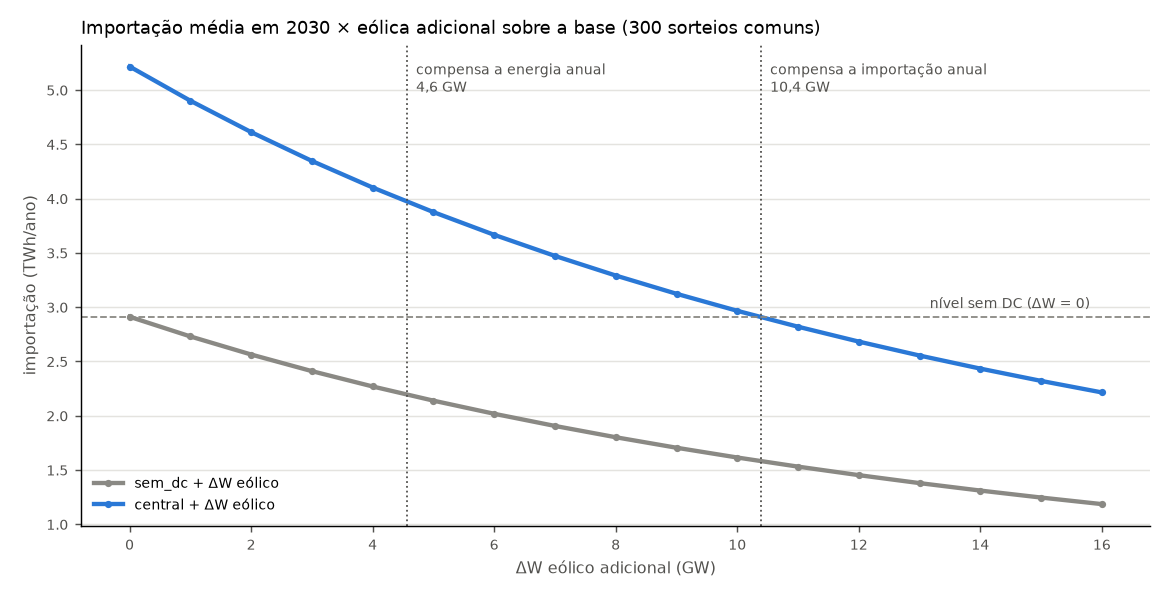 Importação média em 2030 × eólica adicional sobre a base (300 sorteios comuns)
compensa a energia anual
4,6 GW
compensa a importação anual
10,4 GW
nível sem DC (ΔW = 0)
importação (TWh/ano)
5.0
4.5
4.0
3.5
3.0
2.5
2.0
1.5
1.0
sem_dc + ΔW eólico
central + ΔW eólico
0 2 4 6 8 10 12 14 16
ΔW eólico adicional (GW)